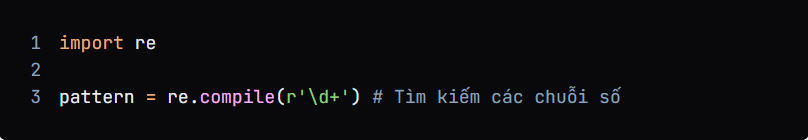 1 import re
2
3 pattern = re.compile(r'\d+') # Tìm kiếm các chuỗi số